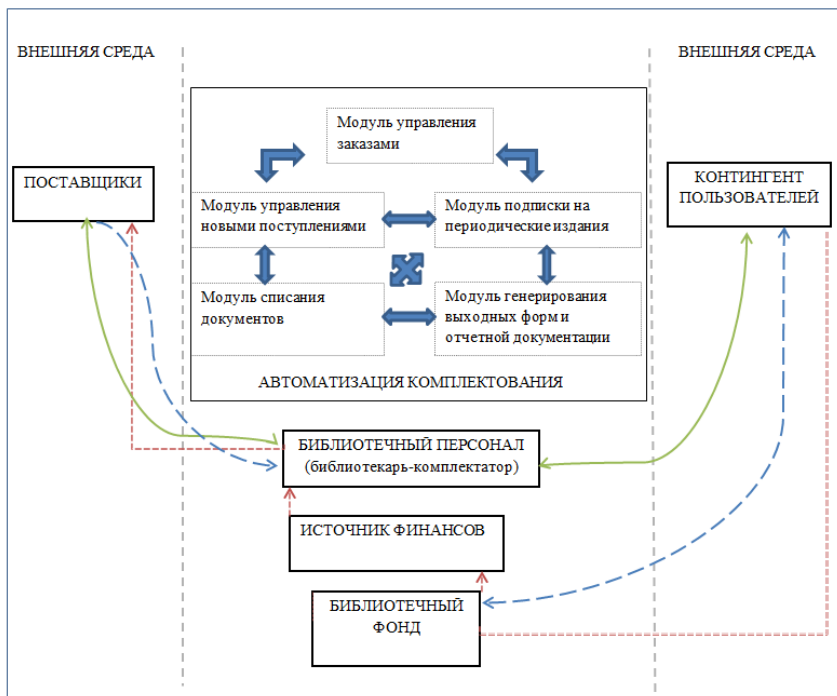 ВНЕШНЯЯ СРЕДА
ВНЕШНЯЯ СРЕДА
Модуль управления
заказами
ПОСТАВЩИКИ
КОНТИНГЕНТ
ПОЛЬЗОВАТЕЛЕЙ
Модуль управления
новыми поступлениями
Модуль подписки на
периодические издания
Модуль списания
документов
Модуль генерирования
выходных форм и
отчетной документации
АВТОМАТИЗАЦИЯ КОМПЛЕКТОВАНИЯ
БИБЛИОТЕЧНЫЙ ПЕРСОНАЛ
(библиотекарь-комплектатор)
ИСТОЧНИК ФИНАНСОВ
БИБЛИОТЕЧНЫЙ
ФОНД